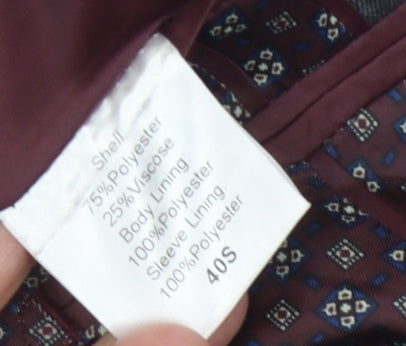 Shell
75%Polyester
25%Viscose
Body Lining
100%Polyester
Sleeve Lining
100%Polyester
40S